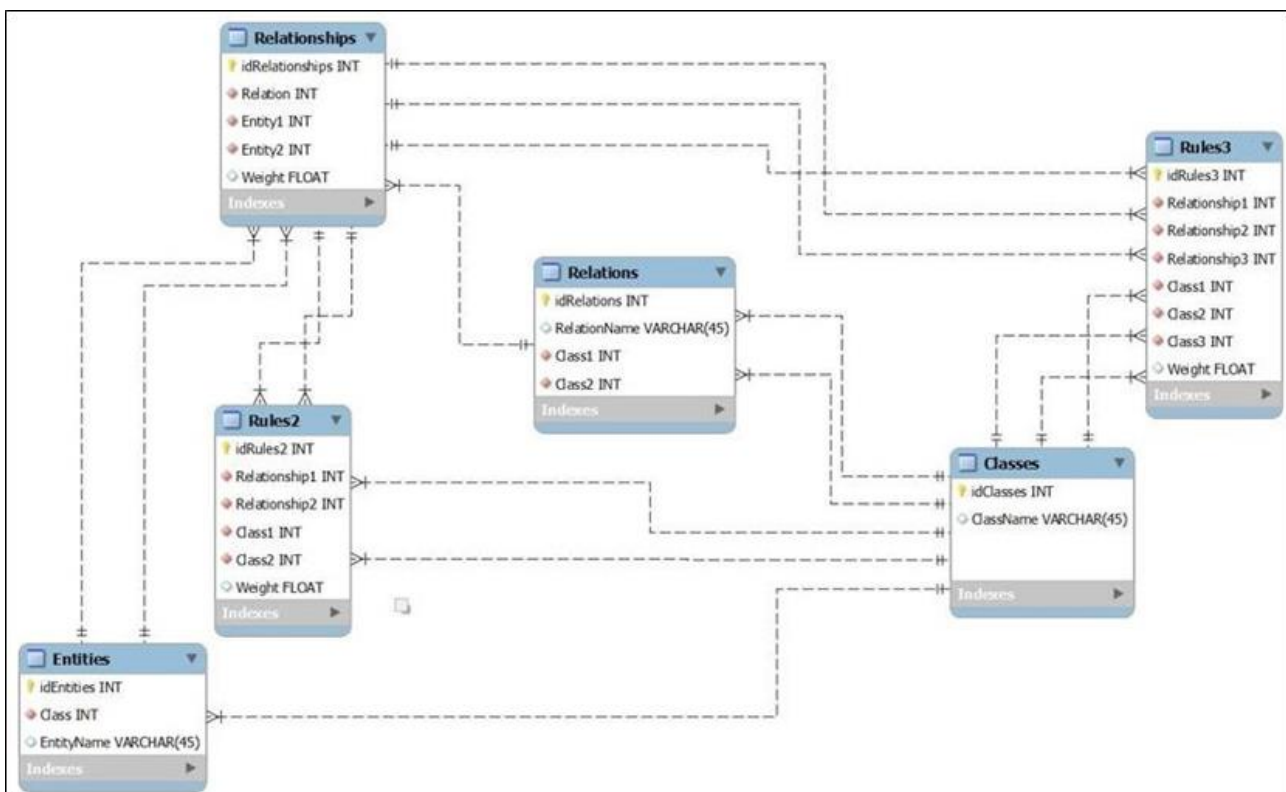 Relationships
idRelationships INT
Relation INT
Entity1 INT
Entity2 INT
Weight FLOAT
Indexes
Rules3
idRules3 INT
Relationship1 INT
Relationship2 INT
Relationship3 INT
Class1 INT
Class2 INT
Class3 INT
Weight FLOAT
Indexes
Relations
idRelations INT
RelationName VARCHAR(45)
Class1 INT
Class2 INT
Indexes
Rules2
idRules2 INT
Relationship1 INT
Relationship2 INT
Class1 INT
Class2 INT
Weight FLOAT
Indexes
Classes
idClasses INT
ClassName VARCHAR(45)
Indexes
Entities
idEntities INT
Class INT
EntityName VARCHAR(45)
Indexes